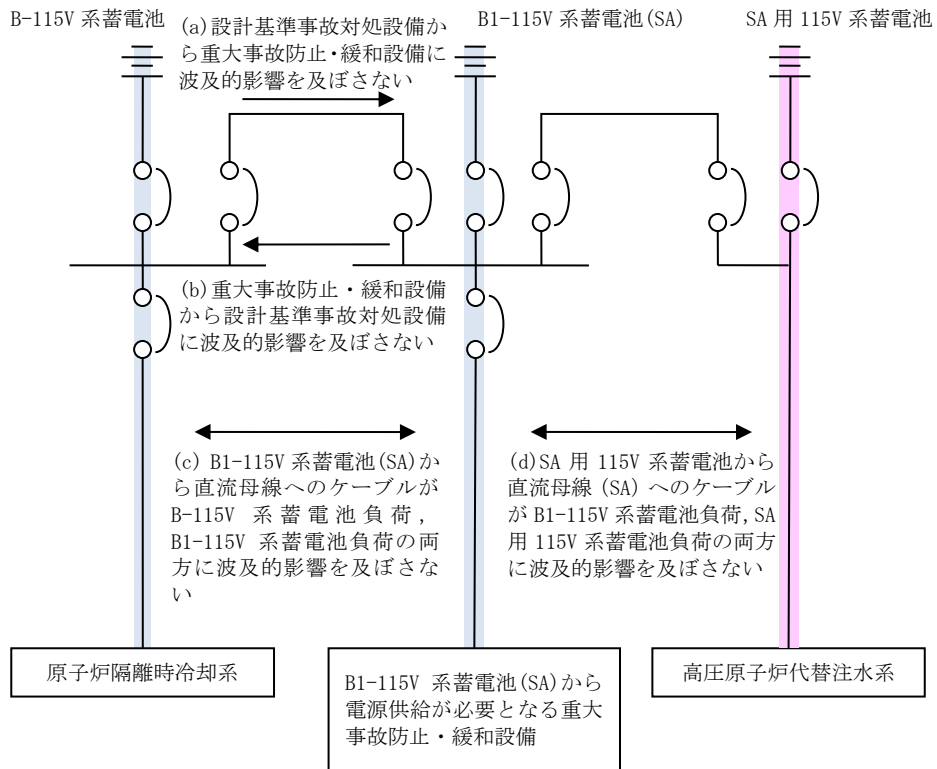 B-115V 系蓄電池
(a)設計基準事故対処設備か
ら重大事故防止・緩和設備に
波及的影響を及ぼさない
B1-115V 系蓄電池(SA)
SA 用 115V 系蓄電池
(b)重大事故防止・緩和設備
から設計基準事故対処設備
に波及的影響を及ぼさない
(c) B1-115V 系蓄電池(SA)か
ら直流母線へのケーブルが
B-115V 系蓄電池負荷，
B1-115V 系蓄電池負荷の両
方に波及的影響を及ぼさな
い
(d)SA 用 115V 系蓄電池から
直流母線（SA）へのケーブル
が B1-115V 系蓄電池負荷，SA
用 115V 系蓄電池負荷の両方
に波及的影響を及ぼさない
原子炉隔離時冷却系
B1-115V 系蓄電池(SA)から
電源供給が必要となる重大
事故防止・緩和設備
高圧原子炉代替注水系